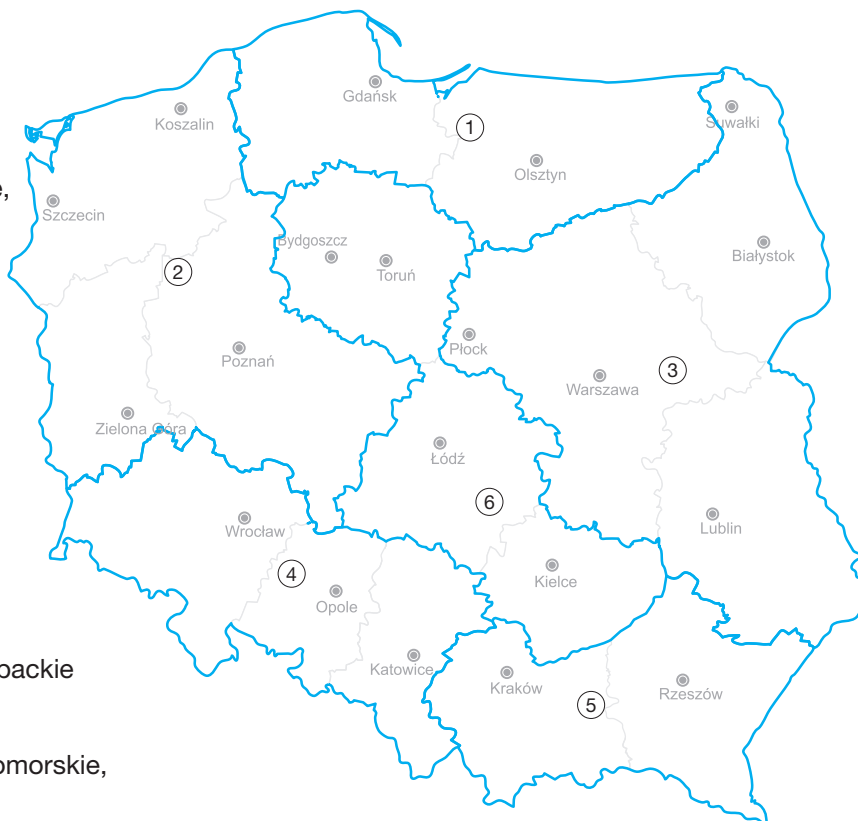 Gdańsk
Koszalin
Suwałki
1
Olsztyn
e,
Szczecin
Bydgoszcz
Białystok
Toruń
2
Płock
Poznań
3
Warszawa
Zielona Góra
Łódź
6
Wrocław
Lublin
4
Kielce
Opole
packie
Katowice
Kraków
Rzeszów
5
omorskie,